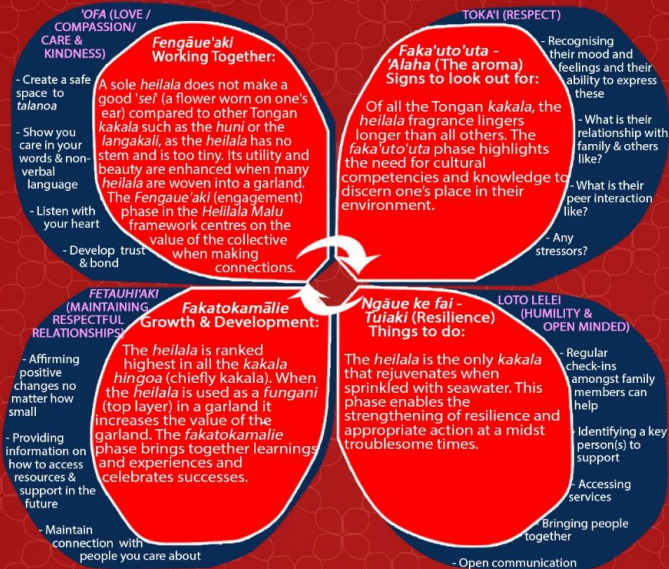 'OFA (LOVE /
COMPASSION/
CARE &
KINDNESS)
- Create a safe
space to
talanoa
- Show you
care in your
words & non-
verbal
language
- Listen with
your heart
- Develop trust
& bond
Fengāue'aki
Working Together:
A sole heilala does not make a
good 'sei' (a flower worn on one's
ear) compared to other Tongan
kakala such as the huni or the
langakali, as the heilala has no
stem and is too tiny. Its utility and
beauty are enhanced when many
heilala are woven into a garland.
The Fengaue'aki (engagement)
phase in the Helilala Malu
framework centres on the
value of the collective
when making
connections.
TOKA'I (RESPECT)
Faka'uto'uta –
'Alaha (The aroma)
Signs to look out for:
Of all the Tongan kakala, the
heilala fragrance lingers
longer than all others. The
faka'uto'uta phase highlights
the need for cultural
competencies and knowledge to
discern one's place in their
environment.
- Recognising
their mood and
feelings and their
ability to express
these
- What is their
relationship with
family & others
like?
- What is their
peer interaction
like?
- Any
stressors?
FETAUHI'AKI
(MAINTAINING
RESPECTFUL
RELATIONSHIPS)
- Affirming
positive
changes no
matter how
small
- Providing
information on
how to access
resources &
support in the
future
- Maintain
connection with
people you care about
Fakatokamālie
Growth & Development:
The heilala is ranked
highest in all the kakala
hingoa (chiefly kakala). When
the heilala is used as a fungani
(top layer) in a garland it
increases the value of the
garland. The fakatokamalie
phase brings together learnings
and experiences and
celebrates successes.
Ngāue ke fai –
Tuiaki (Resilience)
Things to do:
The heilala is the only kakala
that rejuvenates when
sprinkled with seawater. This
phase enables the
strengthening of resilience and
appropriate action at a midst
troublesome times.
LOTO LELEI
(HUMILITY &
OPEN MINDED)
- Regular
check-ins
amongst family
members can
help
- Identifying a key
person(s) to
support
- Accessing
services
- Bringing people
together
- Open communication